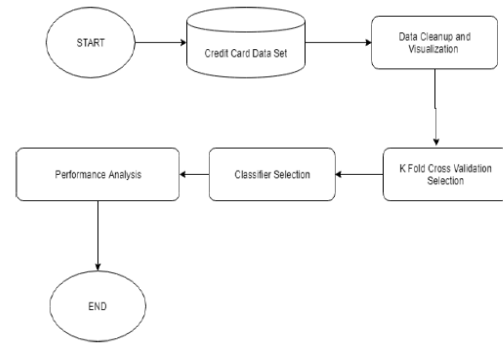 START
Credit Card Data Set
Data Cleanup and
Visualization
K Fold Cross Validation
Selection
Classifier Selection
Performance Analysis
END